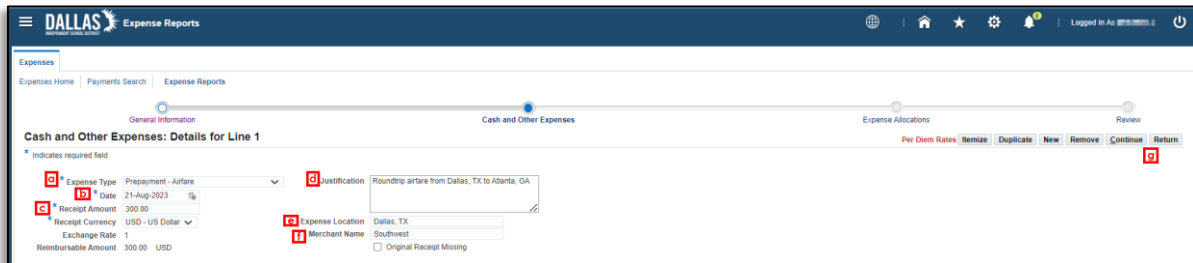 DALLAS Expense Reports
INDEPENDENT SCHOOL DISTRICT
0
Logged In As
Expenses
Expenses Home Payments Search Expense Reports
General Information Cash and Other Expenses Expense Allocations Review
Cash and Other Expenses: Details for Line 1
Per Diem Rates Itemize Duplicate New Remove Continue Return
* Indicates required field
g
a * Expense Type Prepayment - Airfare
d Justification Roundtrip airfare from Dallas, TX to Atlanta, GA
b * Date 21-Aug-2023
c * Receipt Amount 300.00
* Receipt Currency USD - US Dollar
e Expense Location Dallas, TX
Exchange Rate 1
f Merchant Name Southwest
Reimbursable Amount 300.00 USD
Original Receipt Missing